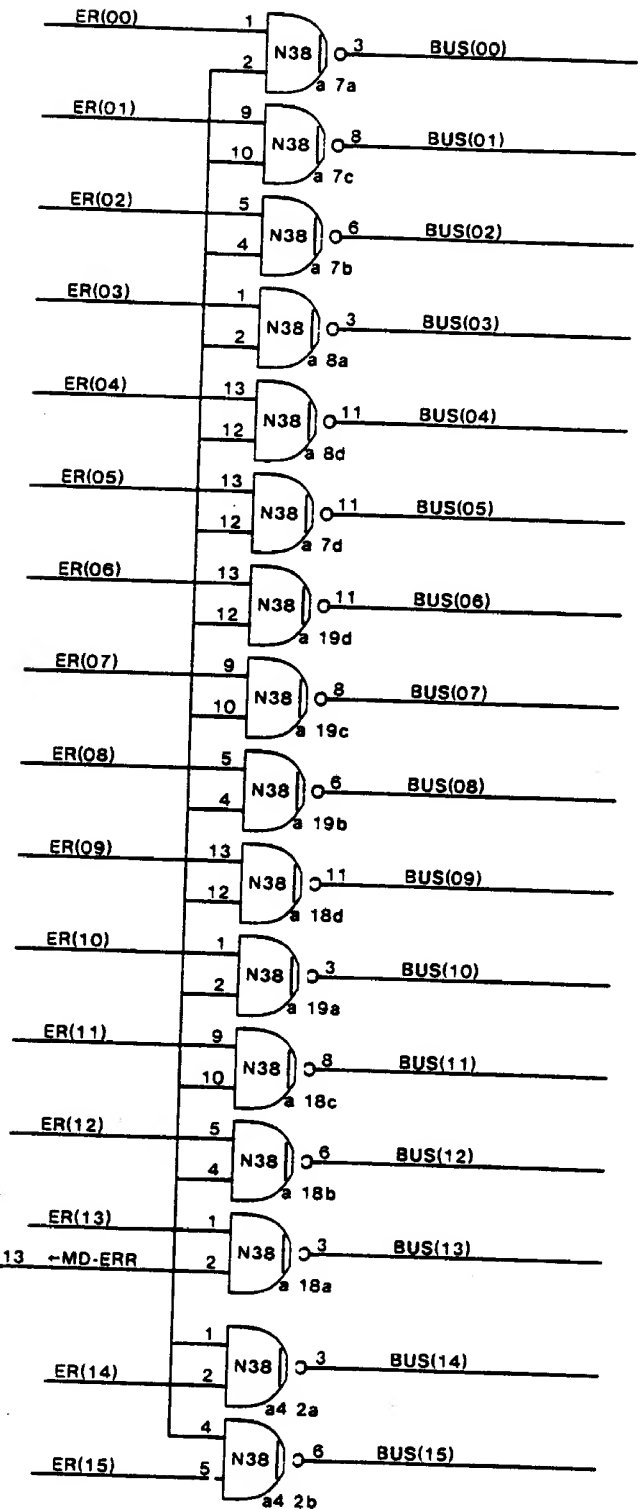 ER(00) 1 N38 3 BUS(00)
2 a 7a
ER(01) 9 N38 8 BUS(01)
10 a 7c
ER(02) 5 N38 6 BUS(02)
4 a 7b
ER(03) 1 N38 3 BUS(03)
2 a 8a
ER(04) 13 N38 11 BUS(04)
12 a 8d
ER(05) 13 N38 11 BUS(05)
12 a 7d
ER(06) 13 N38 11 BUS(06)
12 a 19d
ER(07) 9 N38 8 BUS(07)
10 a 19c
ER(08) 5 N38 6 BUS(08)
4 a 19b
ER(09) 13 N38 11 BUS(09)
12 a 18d
ER(10) 1 N38 3 BUS(10)
2 a 19a
ER(11) 9 N38 8 BUS(11)
10 a 18c
ER(12) 5 N38 6 BUS(12)
4 a 18b
ER(13) 1 N38 3 BUS(13)
13 ←MD-ERR 2 a 18a
1 N38 3 BUS(14)
ER(14) 2 a4 2a
4 N38 6 BUS(15)
ER(15) 5 a4 2b